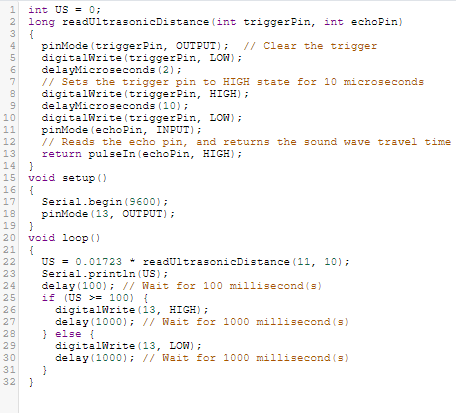 1 int US = 0;
2 long readUltrasonicDistance(int triggerPin, int echoPin)
3 {
4   pinMode(triggerPin, OUTPUT);  // Clear the trigger
5   digitalWrite(triggerPin, LOW);
6   delayMicroseconds(2);
7   // Sets the trigger pin to HIGH state for 10 microseconds
8   digitalWrite(triggerPin, HIGH);
9   delayMicroseconds(10);
10   digitalWrite(triggerPin, LOW);
11   pinMode(echoPin, INPUT);
12   // Reads the echo pin, and returns the sound wave travel time
13   return pulseIn(echoPin, HIGH);
14 }
15 void setup()
16 {
17   Serial.begin(9600);
18   pinMode(13, OUTPUT);
19 }
20 void loop()
21 {
22   US = 0.01723 * readUltrasonicDistance(11, 10);
23   Serial.println(US);
24   delay(100); // Wait for 100 millisecond(s)
25   if (US >= 100) {
26     digitalWrite(13, HIGH);
27     delay(1000); // Wait for 1000 millisecond(s)
28   } else {
29     digitalWrite(13, LOW);
30     delay(1000); // Wait for 1000 millisecond(s)
31   }
32 }